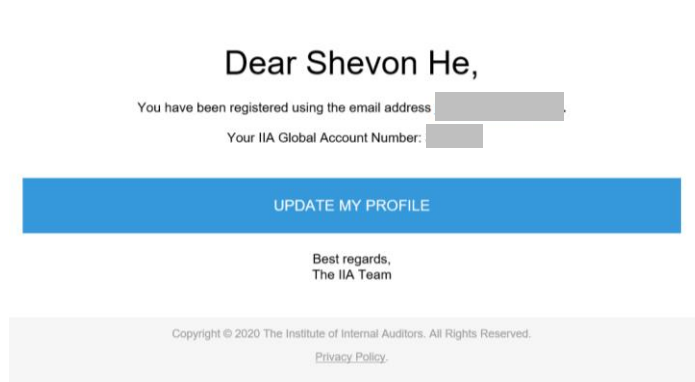 Dear Shevon He,
You have been registered using the email address .
Your IIA Global Account Number:
UPDATE MY PROFILE
Best regards,
The IIA Team
Copyright © 2020 The Institute of Internal Auditors. All Rights Reserved.
Privacy Policy.